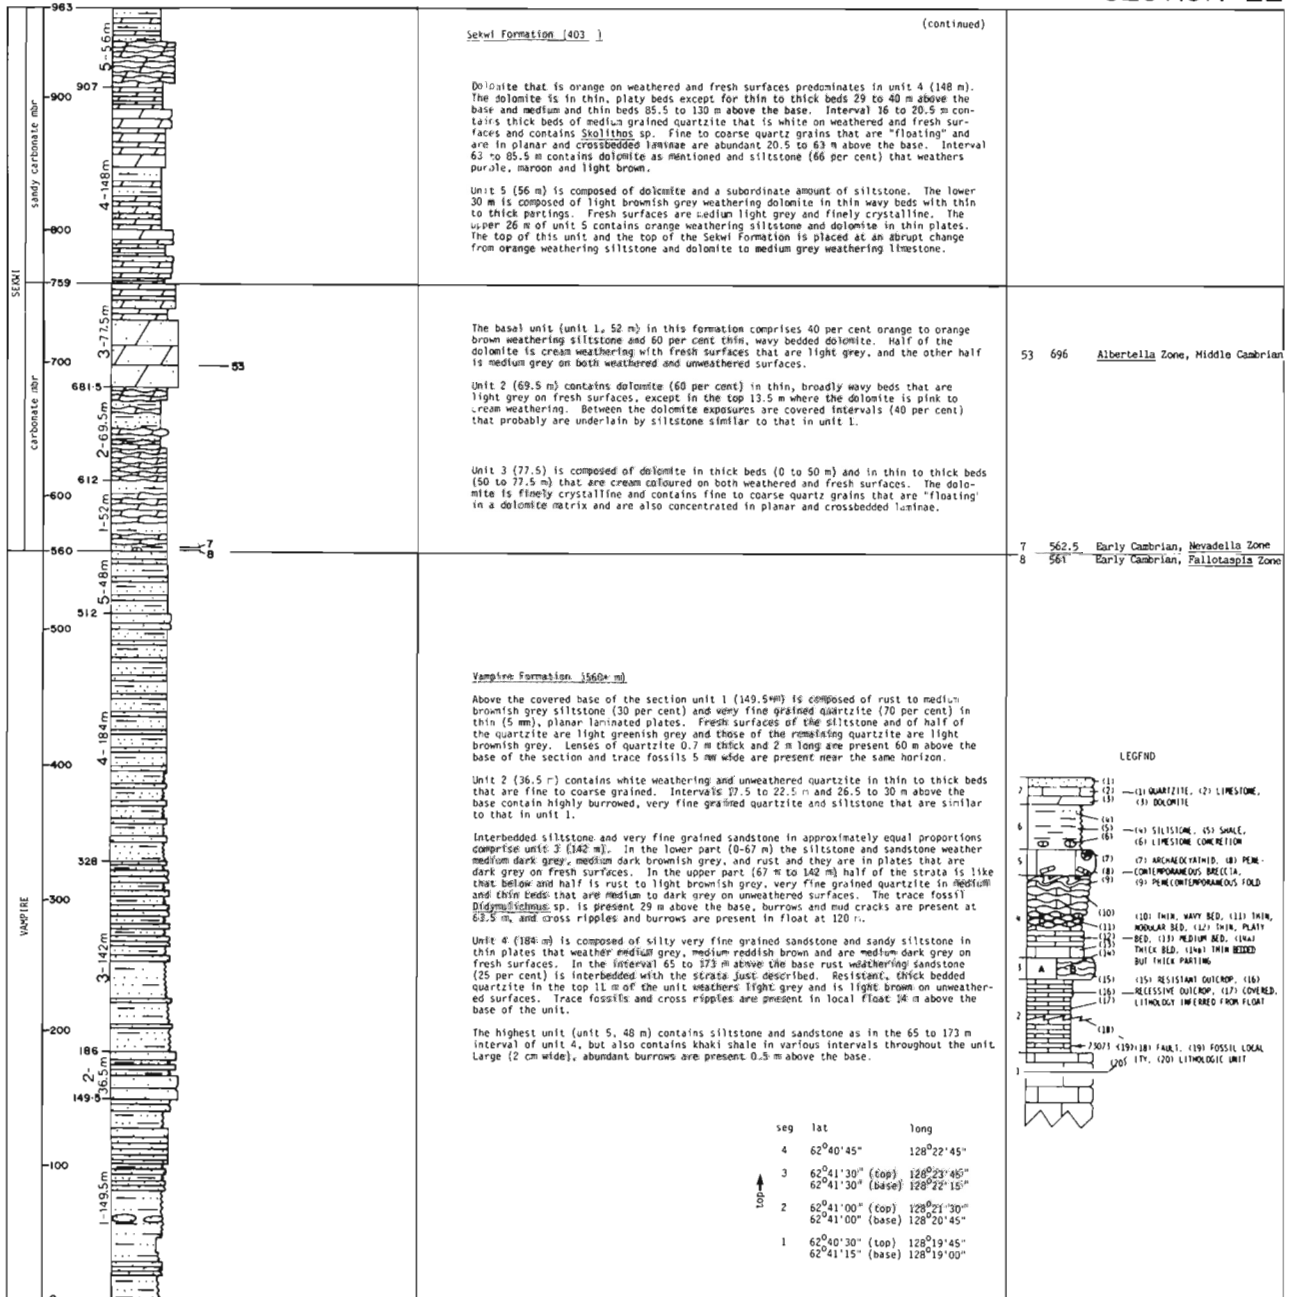 (continued)
Sekwi Formation (403 )
Dolomite that is orange on weathered and fresh surfaces predominates in unit 4 (148 m).
The dolomite is in thin, platy beds except for thin to thick beds 29 to 40 m above the
base and medium and thin beds 85.5 to 130 m above the base. Interval 16 to 20.5 m con-
tains thick beds of medium grained quartzite that is white on weathered and fresh sur-
faces and contains Skolithos sp. Fine to coarse quartz grains that are "floating" and
are in planar and crossbedded laminae are abundant 20.5 to 63 m above the base. Interval
63 to 85.5 m contains dolomite as mentioned and siltstone (66 per cent) that weathers
purple, maroon and light brown.
Unit 5 (56 m) is composed of dolomite and a subordinate amount of siltstone. The lower
30 m is composed of light brownish grey weathering dolomite in thin wavy beds with thin
to thick partings. Fresh surfaces are medium light grey and finely crystalline. The
upper 26 m of unit 5 contains orange weathering siltstone and dolomite in thin plates.
The top of this unit and the top of the Sekwi Formation is placed at an abrupt change
from orange weathering siltstone and dolomite to medium grey weathering limestone.
The basal unit (unit 1, 52 m) in this formation comprises 40 per cent orange to orange
brown weathering siltstone and 60 per cent thin, wavy bedded dolomite. Half of the
dolomite is cream weathering with fresh surfaces that are light grey, and the other half
is medium grey on both weathered and unweathered surfaces.
Unit 2 (69.5 m) contains dolomite (60 per cent) in thin, broadly wavy beds that are
light grey on fresh surfaces, except in the top 13.5 m where the dolomite is pink to
cream weathering. Between the dolomite exposures are covered intervals (40 per cent)
that probably are underlain by siltstone similar to that in unit 1.
Unit 3 (77.5) is composed of dolomite in thick beds (0 to 50 m) and in thin to thick beds
(50 to 77.5 m) that are cream coloured on both weathered and fresh surfaces. The dolo-
mite is finely crystalline and contains fine to coarse quartz grains that are "floating'
in a dolomite matrix and are also concentrated in planar and crossbedded laminae.
53 696 Albertella Zone, Middle Cambrian
7 562.5 Early Cambrian, Nevadella Zone
8 561 Early Cambrian, Fallotaspis Zone
Vampire Formation (560+ m)
Above the covered base of the section unit 1 (149.5+m) is composed of rust to medium
brownish grey siltstone (30 per cent) and very fine grained quartzite (70 per cent) in
thin (5 mm), planar laminated plates. Fresh surfaces of the siltstone and of half of
the quartzite are light greenish grey and those of the remaining quartzite are light
brownish grey. Lenses of quartzite 0.7 m thick and 2 m long are present 60 m above the
base of the section and trace fossils 5 mm wide are present near the same horizon.
Unit 2 (36.5 m) contains white weathering and unweathered quartzite in thin to thick beds
that are fine to coarse grained. Intervals 17.5 to 22.5 m and 26.5 to 30 m above the
base contain highly burrowed, very fine grained quartzite and siltstone that are similar
to that in unit 1.
Interbedded siltstone and very fine grained sandstone in approximately equal proportions
comprise unit 3 (142 m). In the lower part (0-67 m) the siltstone and sandstone weather
medium dark grey, medium dark brownish grey, and rust and they are in plates that are
dark grey on fresh surfaces. In the upper part (67 m to 142 m) half of the strata is like
that below and half is rust to light brownish grey, very fine grained quartzite in medium
and thin beds that are medium to dark grey on unweathered surfaces. The trace fossil
Didymulichnus sp. is present 29 m above the base, burrows and mud cracks are present at
63.5 m, and cross ripples and burrows are present in float at 120 m.
Unit 4 (184 m) is composed of silty very fine grained sandstone and sandy siltstone in
thin plates that weather medium grey, medium reddish brown and are medium dark grey on
fresh surfaces. In the interval 65 to 173 m above the base rust weathering sandstone
(25 per cent) is interbedded with the strata just described. Resistant, thick bedded
quartzite in the top 11 m of the unit weathers light grey and is light brown on unweather-
ed surfaces. Trace fossils and cross ripples are present in local float 14 m above the
base of the unit.
The highest unit (unit 5, 48 m) contains siltstone and sandstone as in the 65 to 173 m
interval of unit 4, but also contains khaki shale in various intervals throughout the unit
Large (2 cm wide), abundant burrows are present 0.5 m above the base.
seg lat long
4 62°40'45" 128°22'45"
3 62°41'30" (top) 128°23'45"
62°41'30" (base) 128°22'15"
2 62°41'00" (top) 128°21'30"
62°41'00" (base) 128°20'45"
1 62°40'30" (top) 128°19'45"
62°41'15" (base) 128°19'00"
top
LEGEND
(1) QUARTZITE, (2) LIMESTONE,
(3) DOLOMITE
(4) SILTSTONE, (5) SHALE,
(6) LIMESTONE CONCRETION
(7) ARCHAEOCYATHID, (8) PENE-
CONTEMPORANEOUS BRECCIA,
(9) PENECONTEMPORANEOUS FOLD
(10) THIN, WAVY BED, (11) THIN,
NODULAR BED, (12) THIN, PLATY
BED, (13) MEDIUM BED, (14a)
THICK BED, (14b) THIN BEDDED
BUT THICK PARTING
(15) RESISTANT OUTCROP, (16)
RECESSIVE OUTCROP, (17) COVERED,
LITHOLOGY INFERRED FROM FLOAT
(18) FAULT, (19) FOSSIL LOCAL
ITY, (20) LITHOLOGIC UNIT
SEKWI
sandy carbonate mbr
carbonate mbr
VAMPIRE
963
907
900
800
759
700
681·5
612
600
560
512
500
400
328
300
200
186
149·5
100
5-56m
4-148m
3-77.5m
2-69.5m
1-52m
5-48m
4-184m
3-142m
2-36.5m
1-149.5m
53
7
8